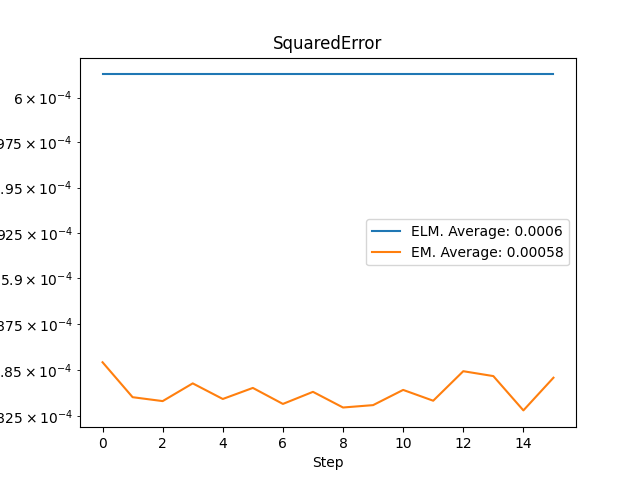 SquaredError
6 × 10⁻⁴
975 × 10⁻⁴
.95 × 10⁻⁴
925 × 10⁻⁴
5.9 × 10⁻⁴
875 × 10⁻⁴
.85 × 10⁻⁴
825 × 10⁻⁴
ELM. Average: 0.0006
EM. Average: 0.00058
0 2 4 6 8 10 12 14
Step